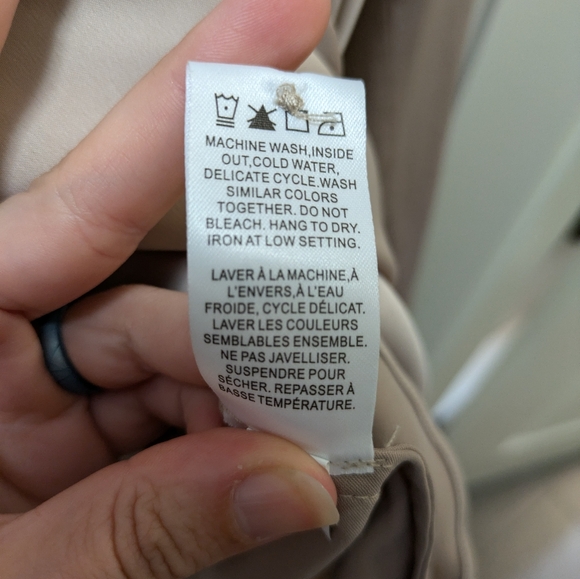 MACHINE WASH,INSIDE
OUT,COLD WATER,
DELICATE CYCLE.WASH
SIMILAR COLORS
TOGETHER. DO NOT
BLEACH. HANG TO DRY.
IRON AT LOW SETTING.
LAVER À LA MACHINE,À
L'ENVERS,À L'EAU
FROIDE, CYCLE DÉLICAT.
LAVER LES COULEURS
SEMBLABLES ENSEMBLE.
NE PAS JAVELLISER.
SUSPENDRE POUR
SÉCHER. REPASSER À
BASSE TEMPÉRATURE.